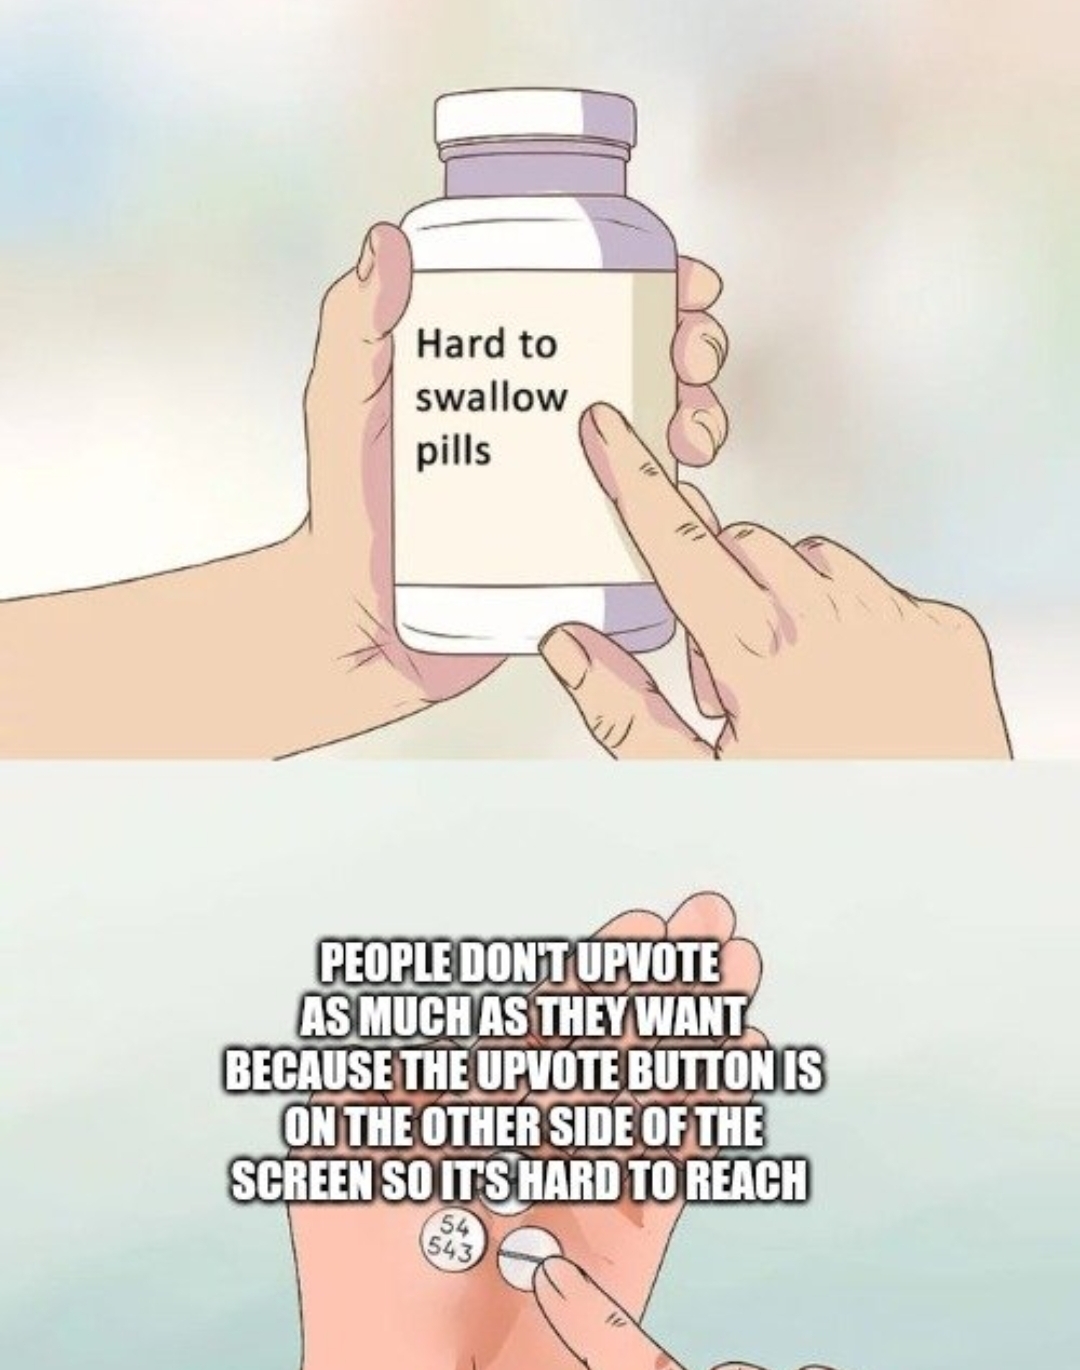 Hard to
swallow
pills
PEOPLE DON'T UPVOTE
AS MUCH AS THEY WANT
BECAUSE THE UPVOTE BUTTON IS
ON THE OTHER SIDE OF THE
SCREEN SO IT'S HARD TO REACH
54
543